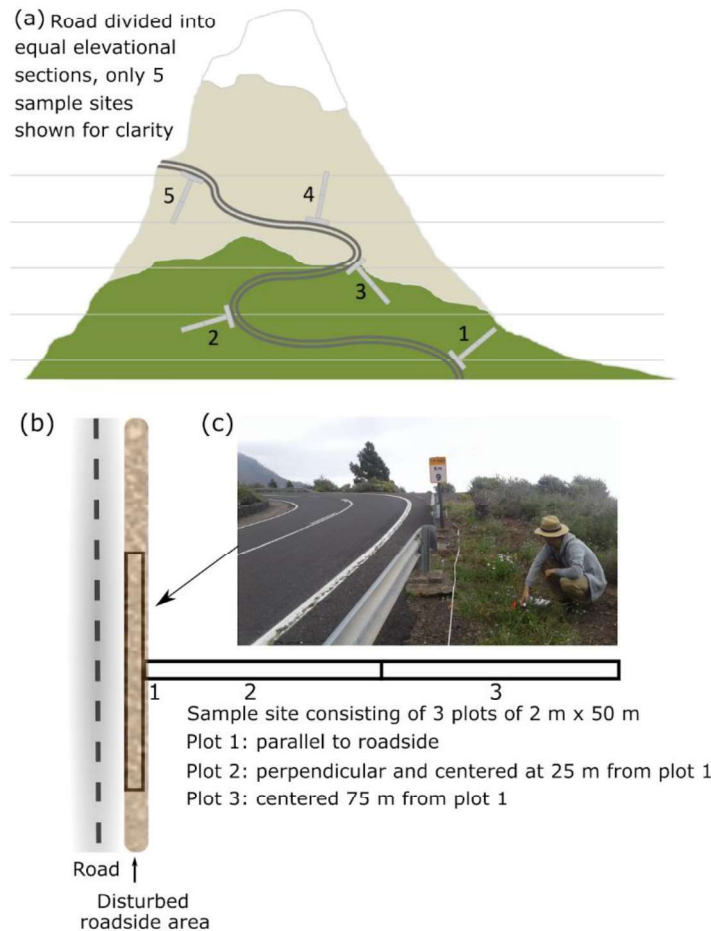 (a) Road divided into
equal elevational
sections, only 5
sample sites
shown for clarity
5
4
3
2
1
(b)
(c)
9
1
2
3
Sample site consisting of 3 plots of 2 m x 50 m
Plot 1: parallel to roadside
Plot 2: perpendicular and centered at 25 m from plot 1
Plot 3: centered 75 m from plot 1
Road
Disturbed
roadside area